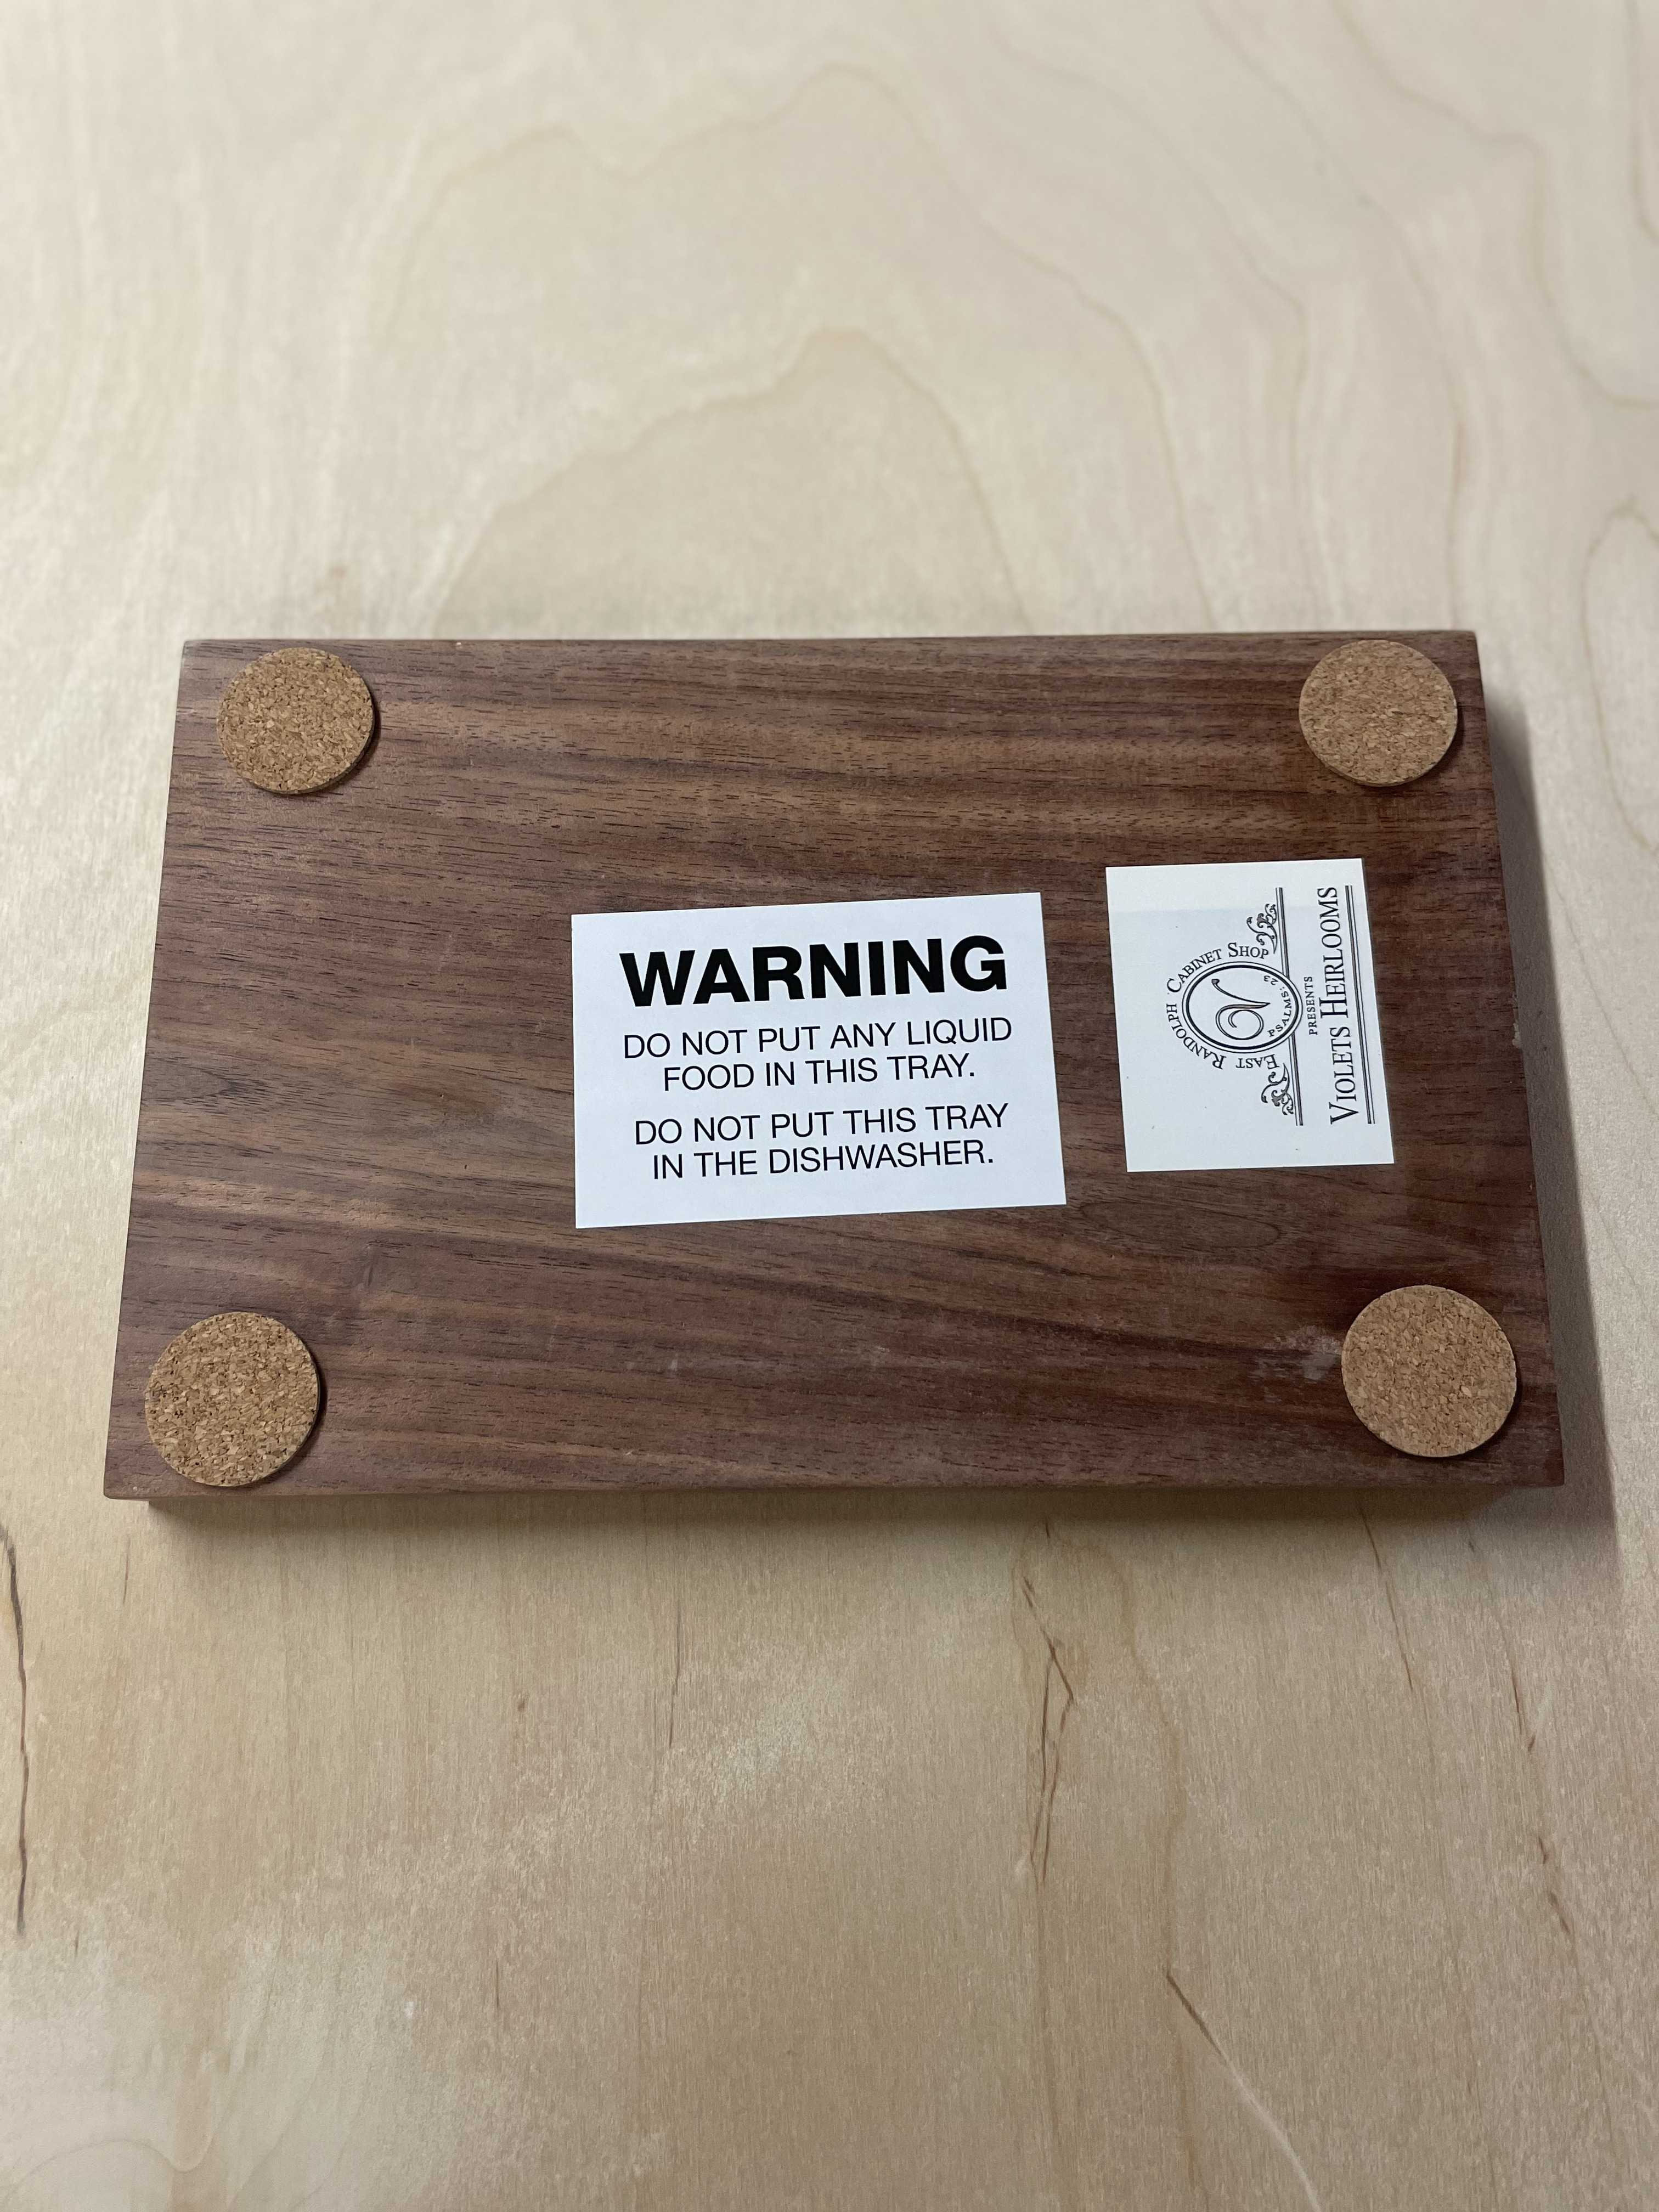 WARNING
DO NOT PUT ANY LIQUID
FOOD IN THIS TRAY.
DO NOT PUT THIS TRAY
IN THE DISHWASHER.
EAST RANDOLPH CABINET SHOP
V
PSALMS: 23
PRESENTS
VIOLETS HEIRLOOMS